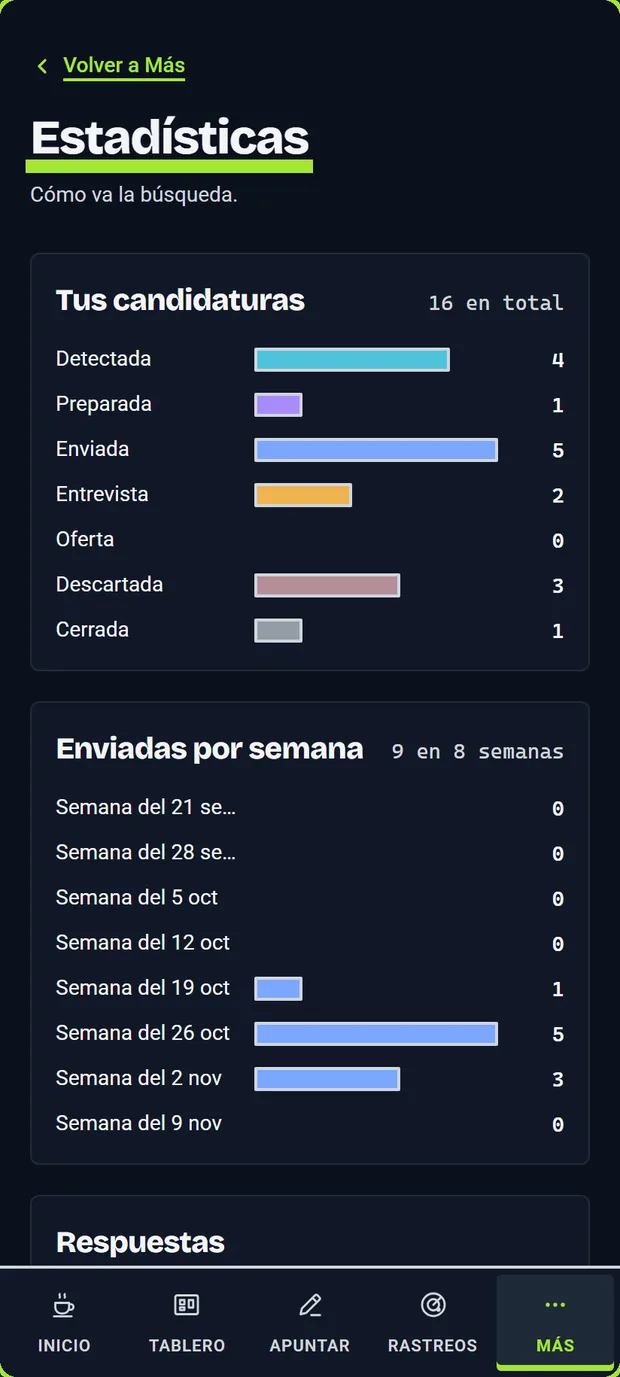 Volver a Más
Estadísticas
Cómo va la búsqueda.
Tus candidaturas 16 en total
Detectada 4
Preparada 1
Enviada 5
Entrevista 2
Oferta 0
Descartada 3
Cerrada 1
Enviadas por semana 9 en 8 semanas
Semana del 21 se… 0
Semana del 28 se… 0
Semana del 5 oct 0
Semana del 12 oct 0
Semana del 19 oct 1
Semana del 26 oct 5
Semana del 2 nov 3
Semana del 9 nov 0
Respuestas
INICIO TABLERO APUNTAR RASTREOS MÁS